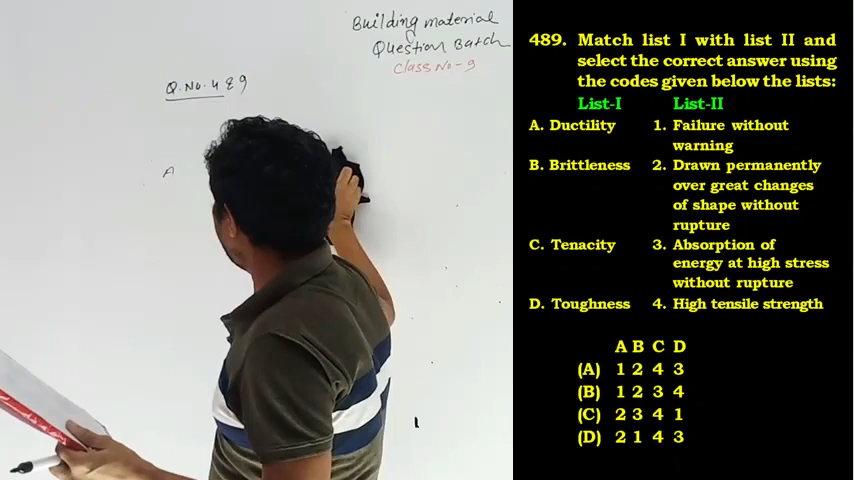 Building material
Question Batch
Class No-9
Q.No. 489
A
489. Match list I with list II and
select the correct answer using
the codes given below the lists:
List-I List-II
A. Ductility 1. Failure without
warning
B. Brittleness 2. Drawn permanently
over great changes
of shape without
rupture
C. Tenacity 3. Absorption of
energy at high stress
without rupture
D. Toughness 4. High tensile strength
A B C D
(A) 1 2 4 3
(B) 1 2 3 4
(C) 2 3 4 1
(D) 2 1 4 3